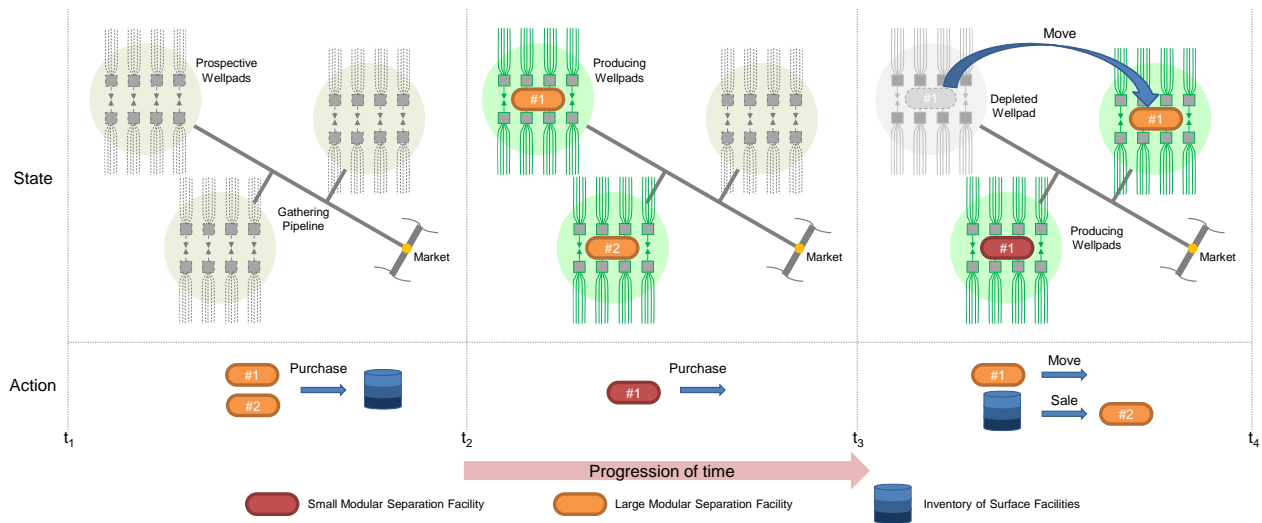 State
Prospective
Wellpads
Gathering
Pipeline
Market
#1
Producing
Wellpads
#2
Market
Move
#1
Depleted
Wellpad
#1
#1
Producing
Wellpads
Market
Action
#1
#2
Purchase
#1
Purchase
#1
Move
Sale
#2
t1
t2
t3
t4
Progression of time
Small Modular Separation Facility
Large Modular Separation Facility
Inventory of Surface Facilities